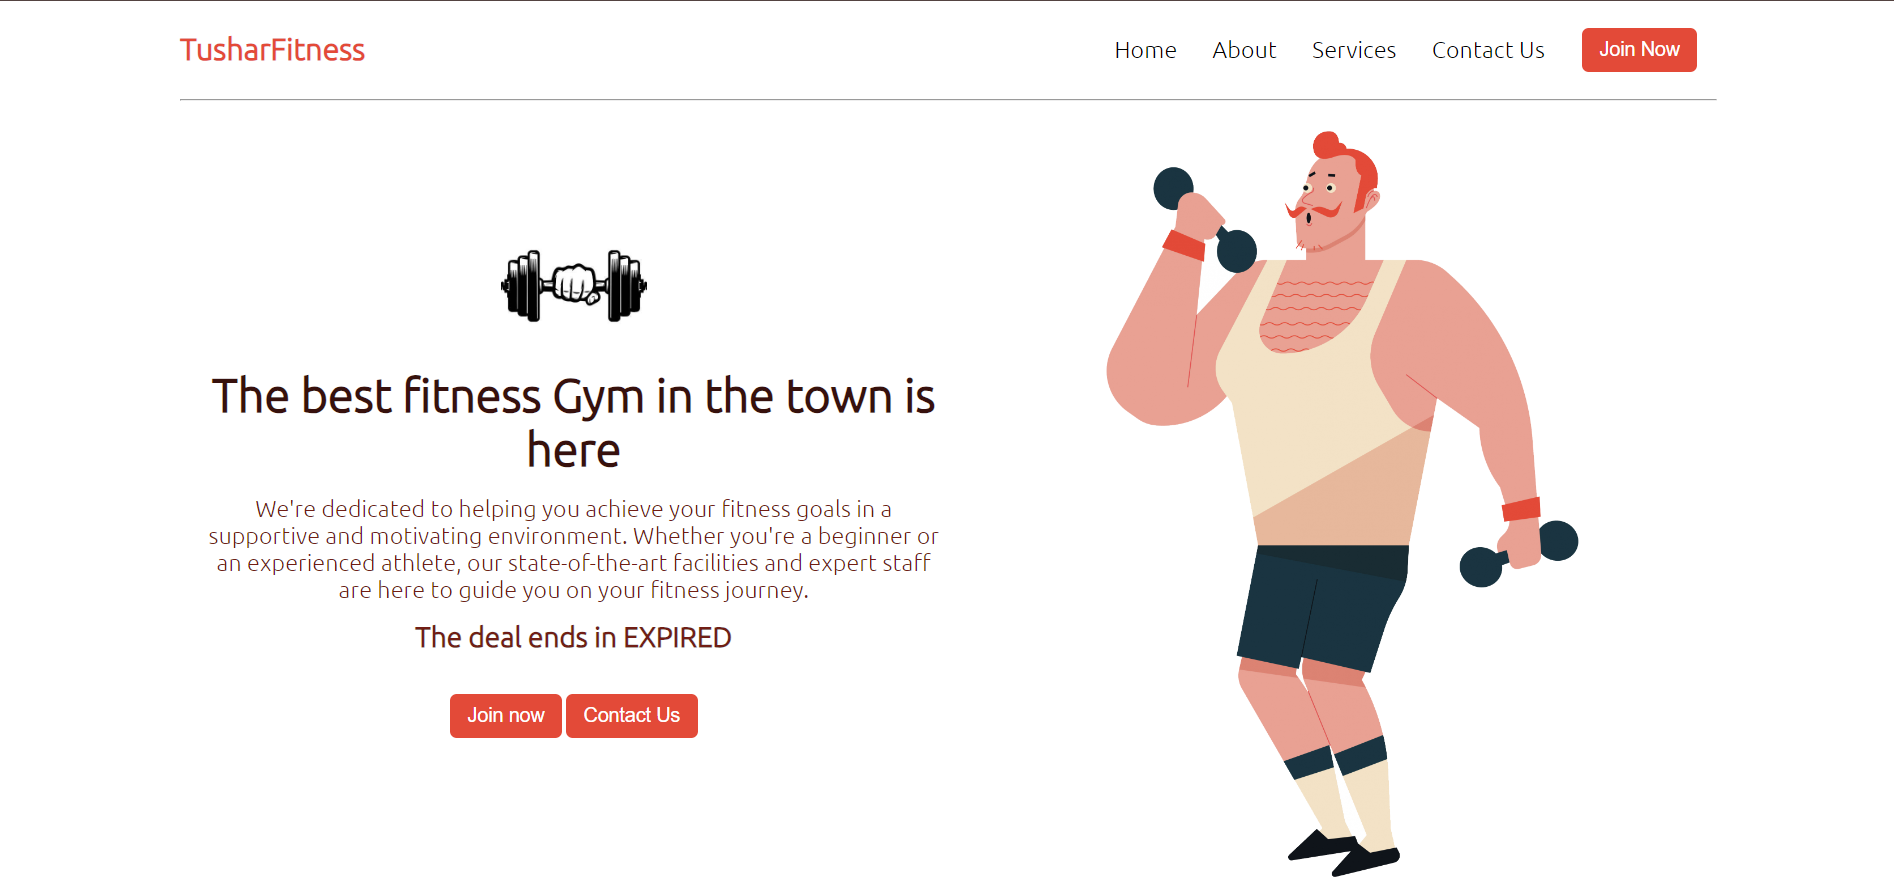 TusharFitness
Home About Services Contact Us Join Now
The best fitness Gym in the town is
here
We're dedicated to helping you achieve your fitness goals in a
supportive and motivating environment. Whether you're a beginner or
an experienced athlete, our state-of-the-art facilities and expert staff
are here to guide you on your fitness journey.
The deal ends in EXPIRED
Join now Contact Us